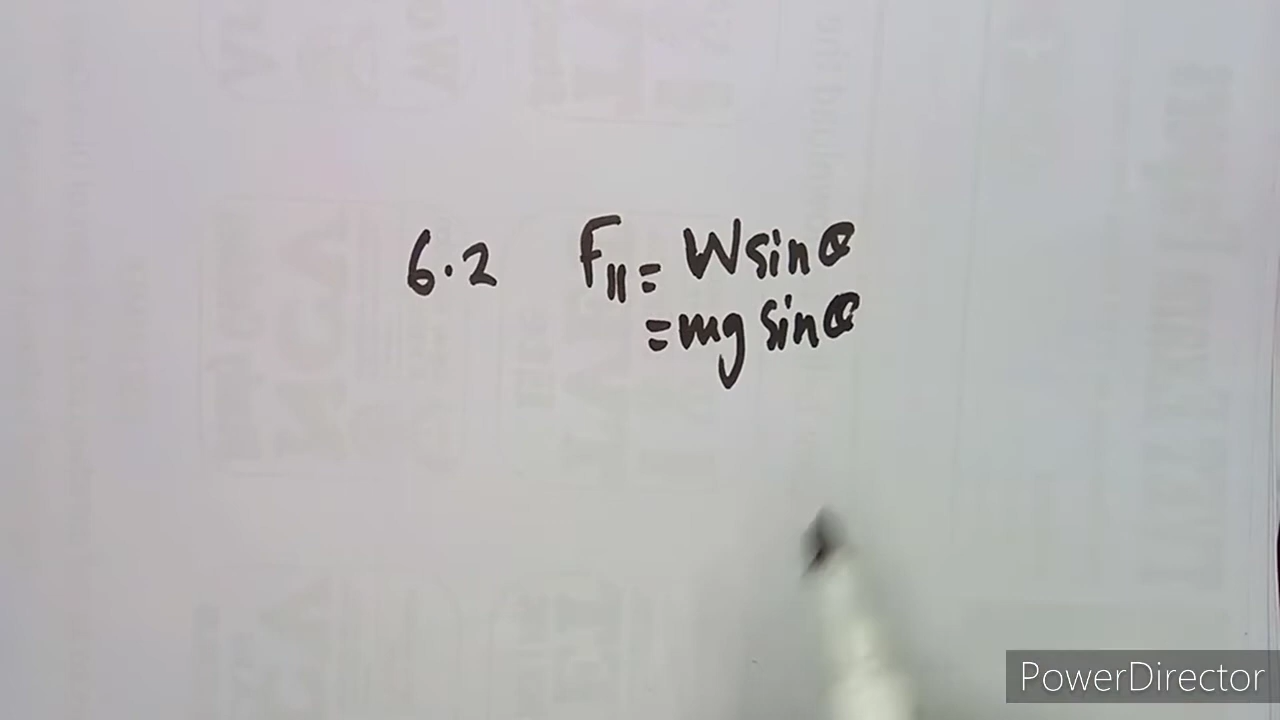 6.2 F|| = W sin θ
= mg sin θ
PowerDirector